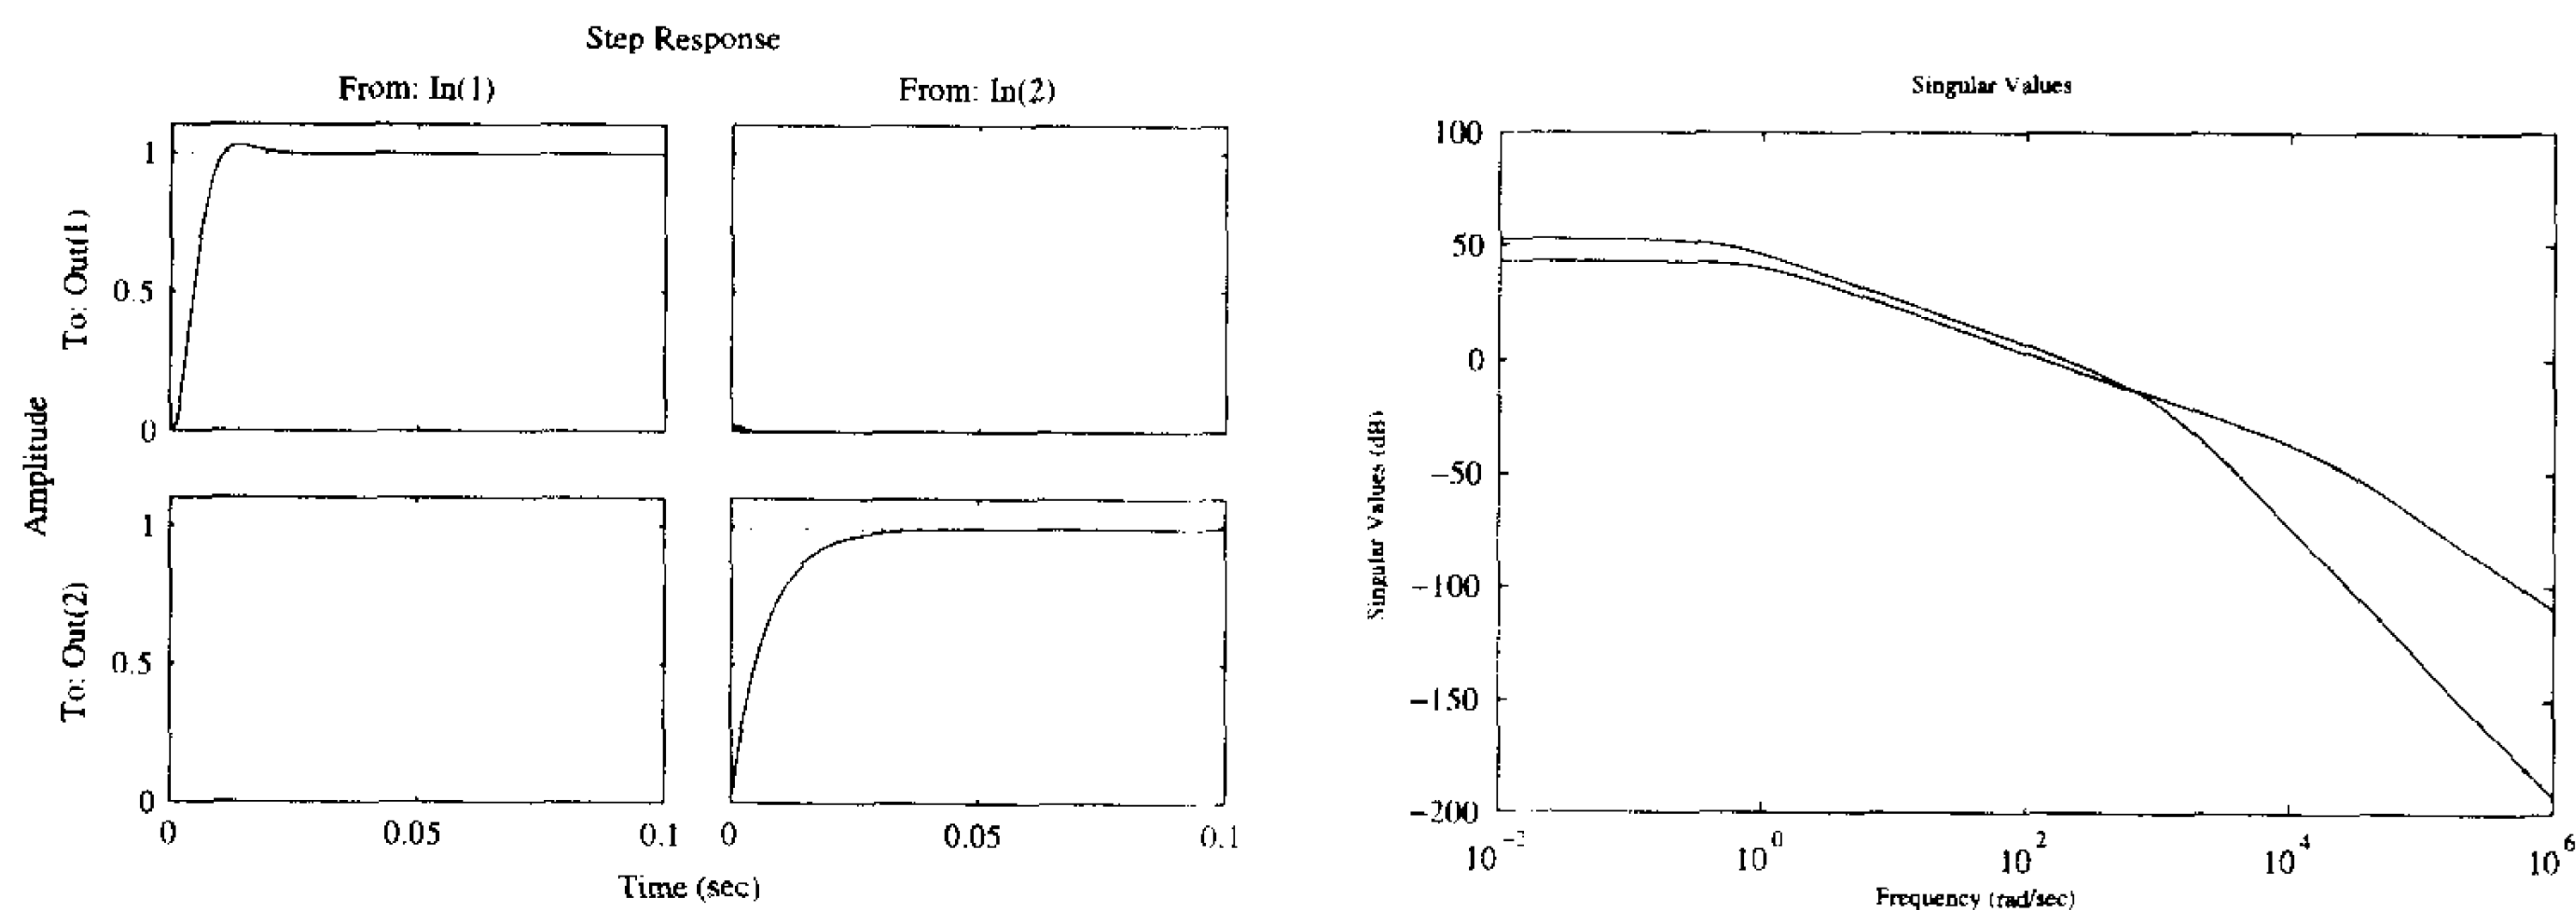 Step Response
From: In(1)
From: In(2)
To: Out(1)
1
0.5
0
Amplitude
To: Out(2)
1
0.5
0
0
0.05
0.1
0
0.05
0.1
Time (sec)
Singular Values
100
50
0
-50
-100
-150
-200
Singular Values (dB)
10^0
10^2
10^4
10^6
Frequency (rad/sec)